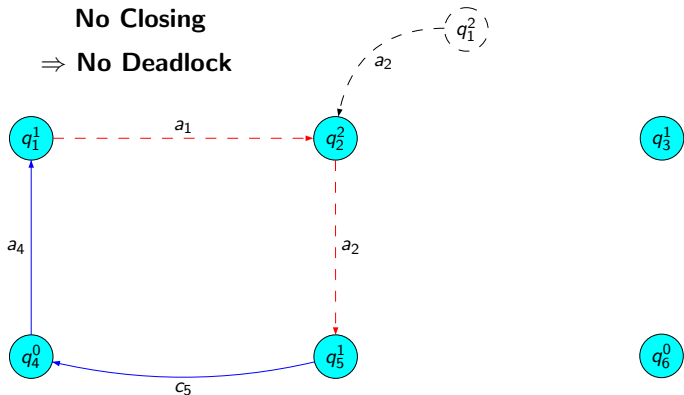 No Closing
⇒ No Deadlock
q₁²
a₂
a₁
q₁¹
q₂²
q₃¹
a₄
a₂
q₄⁰
q₅¹
q₆⁰
c₅